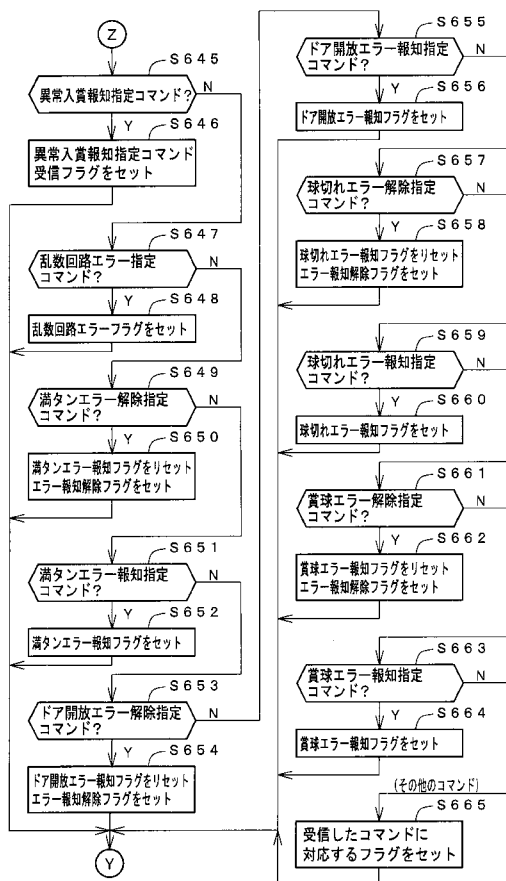 Z
S645
異常入賞報知指定コマンド?
N
Y
S646
異常入賞報知指定コマンド
受信フラグをセット
S647
乱数回路エラー指定
コマンド?
N
Y
S648
乱数回路エラーフラグをセット
S649
満タンエラー解除指定
コマンド?
N
Y
S650
満タンエラー報知フラグをリセット
エラー報知解除フラグをセット
S651
満タンエラー報知指定
コマンド?
N
Y
S652
満タンエラー報知フラグをセット
S653
ドア開放エラー解除指定
コマンド?
N
Y
S654
ドア開放エラー報知フラグをリセット
エラー報知解除フラグをセット
Y
S655
ドア開放エラー報知指定
コマンド?
N
Y
S656
ドア開放エラー報知フラグをセット
S657
球切れエラー解除指定
コマンド?
N
Y
S658
球切れエラー報知フラグをリセット
エラー報知解除フラグをセット
S659
球切れエラー報知指定
コマンド?
N
Y
S660
球切れエラー報知フラグをセット
S661
賞球エラー解除指定
コマンド?
N
Y
S662
賞球エラー報知フラグをリセット
エラー報知解除フラグをセット
S663
賞球エラー報知指定
コマンド?
N
Y
S664
賞球エラー報知フラグをセット
(その他のコマンド)
S665
受信したコマンドに
対応するフラグをセット